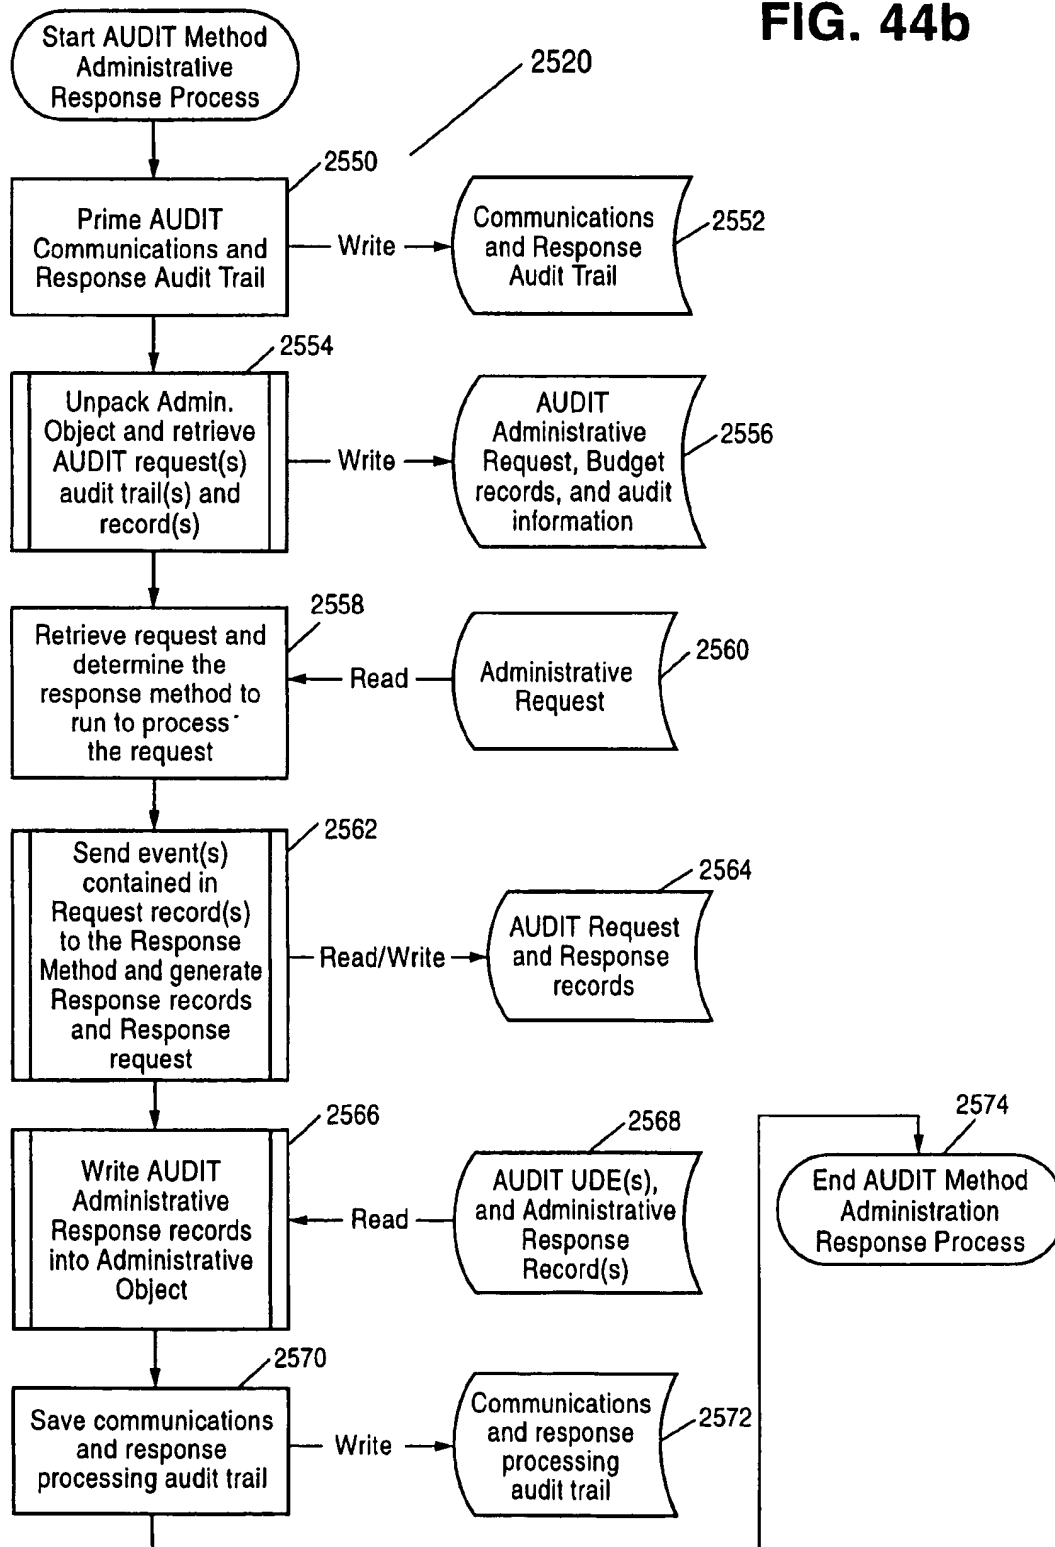 FIG. 44b
Start AUDIT Method
Administrative
Response Process
2520
2550
Prime AUDIT
Communications and
Response Audit Trail
Write
Communications
and Response
Audit Trail
2552
2554
Unpack Admin.
Object and retrieve
AUDIT request(s)
audit trail(s) and
record(s)
Write
AUDIT
Administrative
Request, Budget
records, and audit
information
2556
2558
Retrieve request and
determine the
response method to
run to process
the request
Read
Administrative
Request
2560
2562
Send event(s)
contained in
Request record(s)
to the Response
Method and generate
Response records
and Response
request
Read/Write
AUDIT Request
and Response
records
2564
2566
Write AUDIT
Administrative
Response records
into Administrative
Object
Read
AUDIT UDE(s),
and Administrative
Response
Record(s)
2568
2570
Save communications
and response
processing audit trail
Write
Communications
and response
processing
audit trail
2572
2574
End AUDIT Method
Administration
Response Process